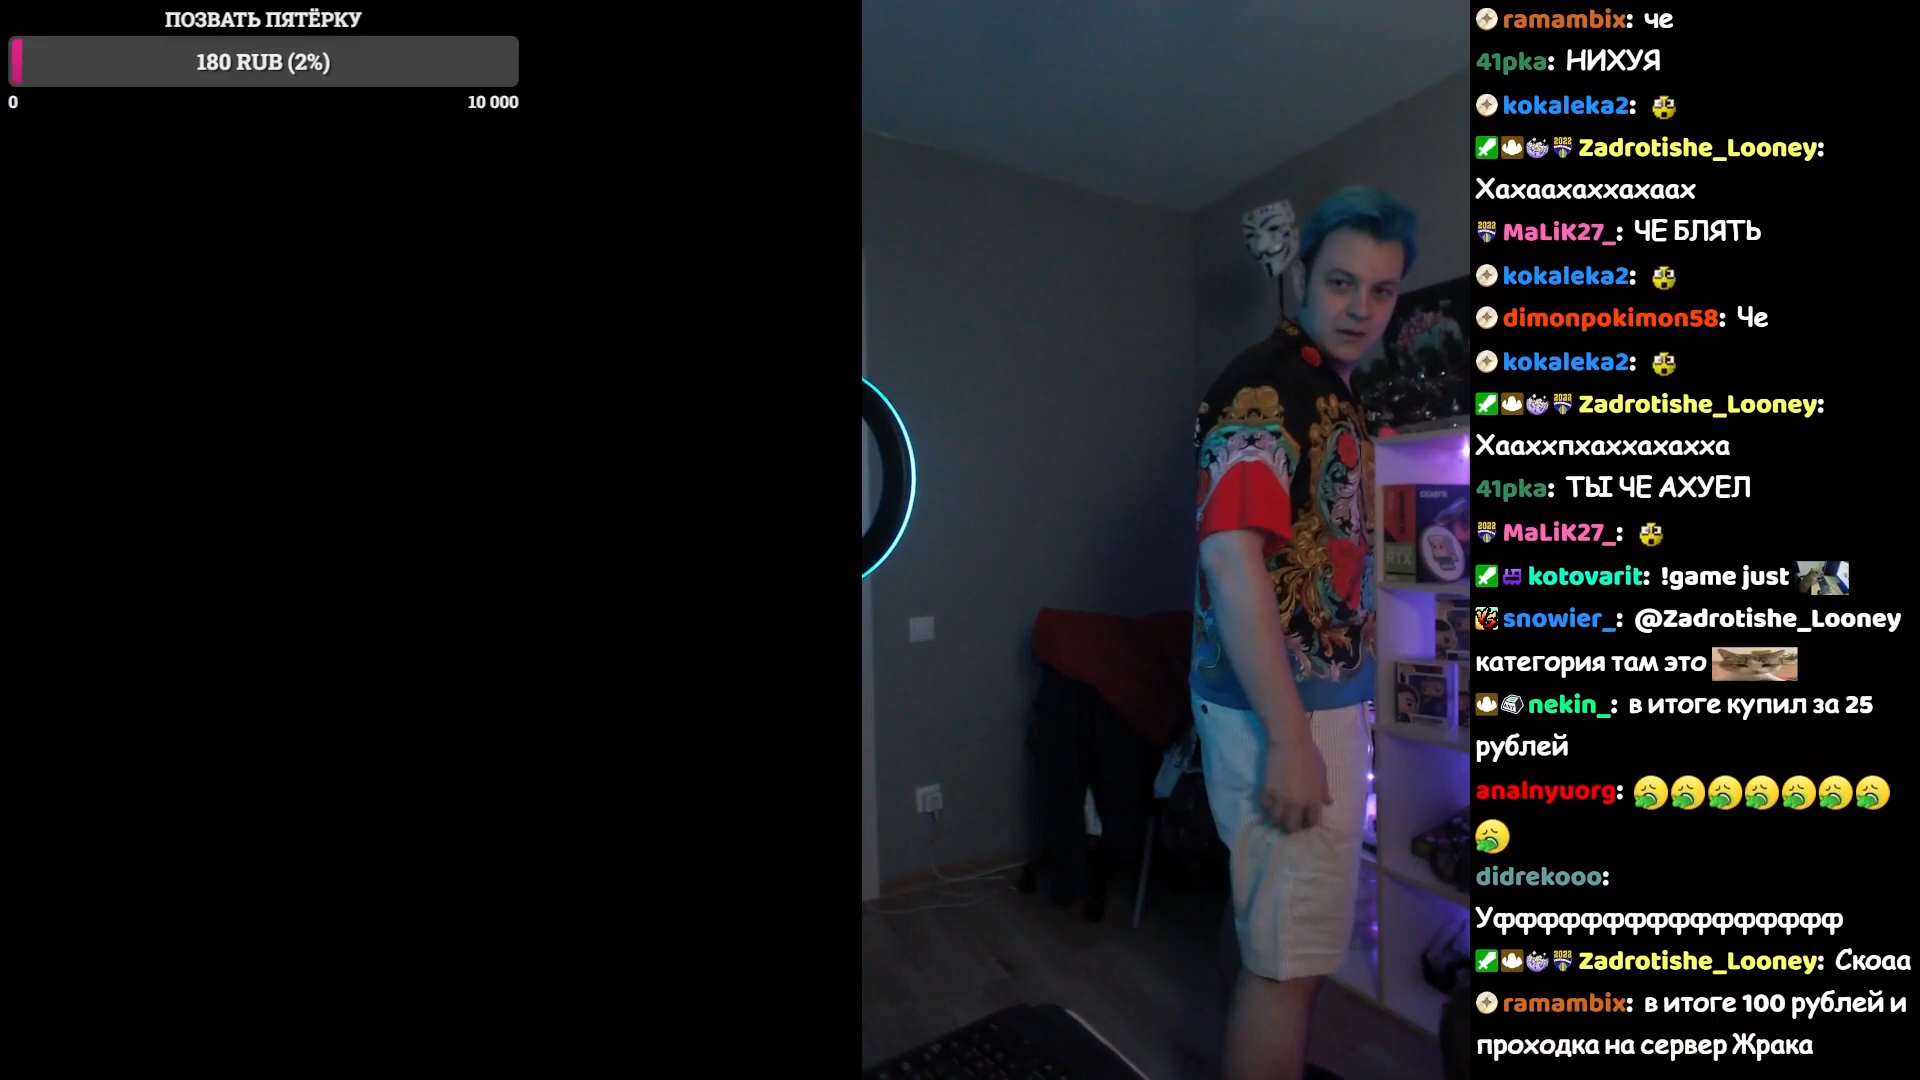 ПОЗВАТЬ ПЯТЁРКУ
180 RUB (2%)
0 10 000
ramambix: че
41pka: НИХУЯ
kokaleka2:
Zadrotishe_Looney:
Хахаахаххахаах
MaLiK27_: ЧЕ БЛЯТЬ
kokaleka2:
dimonpokimon58: Че
kokaleka2:
Zadrotishe_Looney:
Хааххпхаххахахха
41pka: ТЫ ЧЕ АХУЕЛ
MaLiK27_:
kotovarit: !game just
snowier_: @Zadrotishe_Looney
категория там это
nekin_: в итоге купил за 25
рублей
analnyuorg:
didrekooo:
Уфффффффффффффффф
Zadrotishe_Looney: Скоаа
ramambix: в итоге 100 рублей и
проходка на сервер Жрака
RTX